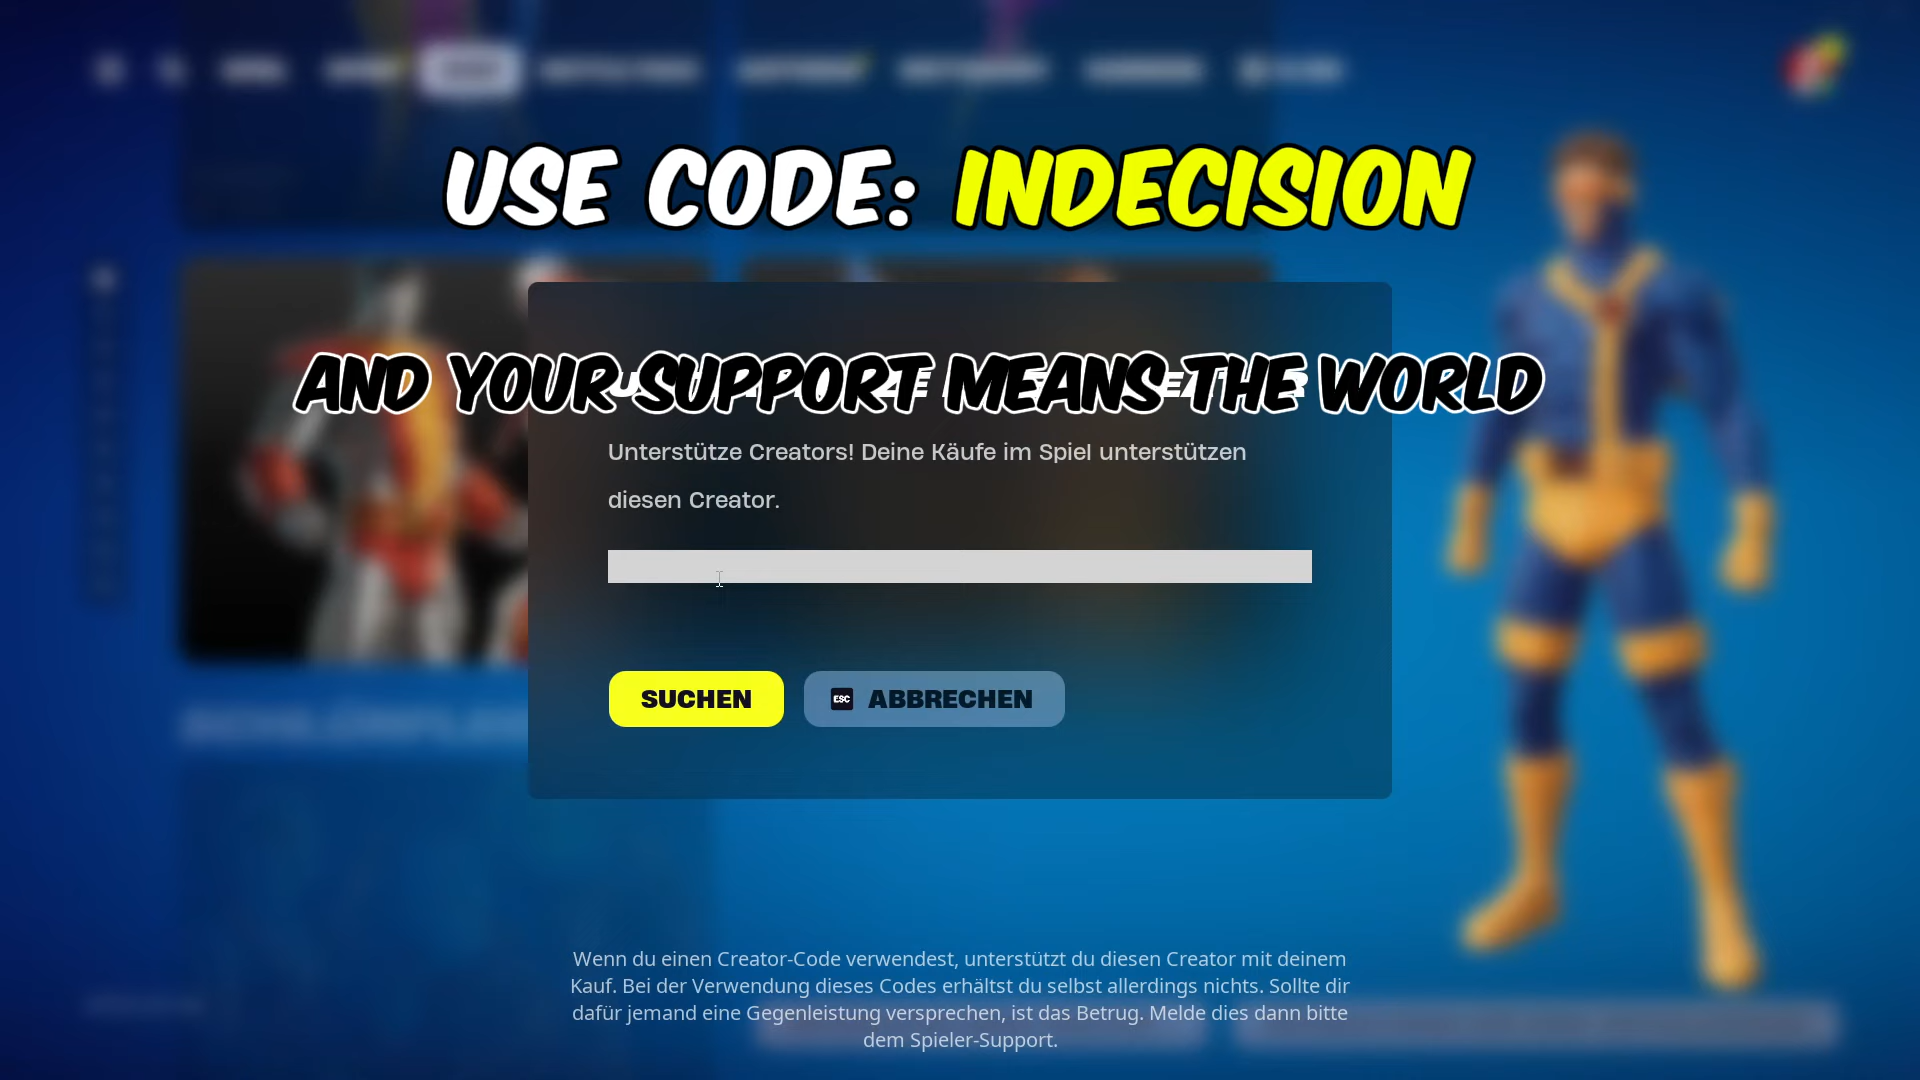 USE CODE: INDECISION
AND YOUR SUPPORT MEANS THE WORLD
Unterstütze Creators! Deine Käufe im Spiel unterstützen
diesen Creator.
SUCHEN
ESC ABBRECHEN
Wenn du einen Creator-Code verwendest, unterstützt du diesen Creator mit deinem
Kauf. Bei der Verwendung dieses Codes erhältst du selbst allerdings nichts. Sollte dir
dafür jemand eine Gegenleistung versprechen, ist das Betrug. Melde dies dann bitte
dem Spieler-Support.